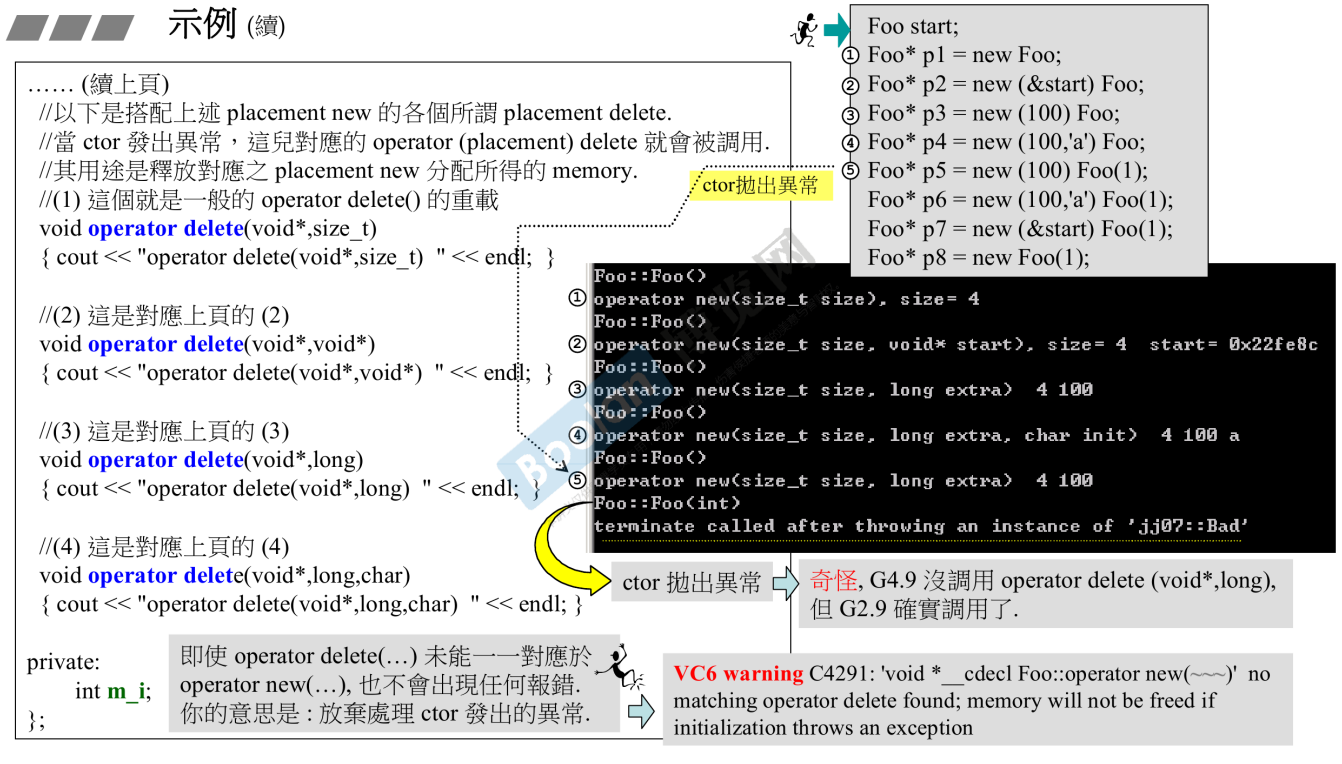 示例 (續)
…… (續上頁)
//以下是搭配上述 placement new 的各個所謂 placement delete.
//當 ctor 發出異常，這兒對應的 operator (placement) delete 就會被調用.
//其用途是釋放對應之 placement new 分配所得的 memory.
//(1) 這個就是一般的 operator delete() 的重載
void operator delete(void*,size_t)
{ cout << "operator delete(void*,size_t)  " << endl;  }
//(2) 這是對應上頁的 (2)
void operator delete(void*,void*)
{ cout << "operator delete(void*,void*)  " << endl;  }
//(3) 這是對應上頁的 (3)
void operator delete(void*,long)
{ cout << "operator delete(void*,long)  " << endl;  }
//(4) 這是對應上頁的 (4)
void operator delete(void*,long,char)
{ cout << "operator delete(void*,long,char)  " << endl; }
private:
int m_i;
};
即使 operator delete(…) 未能一一對應於
operator new(…), 也不會出現任何報錯.
你的意思是 : 放棄處理 ctor 發出的異常.
Foo start;
① Foo* p1 = new Foo;
② Foo* p2 = new (&start) Foo;
③ Foo* p3 = new (100) Foo;
④ Foo* p4 = new (100,'a') Foo;
⑤ Foo* p5 = new (100) Foo(1);
Foo* p6 = new (100,'a') Foo(1);
Foo* p7 = new (&start) Foo(1);
Foo* p8 = new Foo(1);
ctor拋出異常
Foo::Foo()
① operator new(size_t size), size= 4
Foo::Foo()
② operator new(size_t size, void* start), size= 4  start= 0x22fe8c
Foo::Foo()
③ operator new(size_t size, long extra)  4 100
Foo::Foo()
④ operator new(size_t size, long extra, char init)  4 100 a
Foo::Foo()
⑤ operator new(size_t size, long extra)  4 100
Foo::Foo(int)
terminate called after throwing an instance of 'jj07::Bad'
ctor 拋出異常
奇怪, G4.9 沒調用 operator delete (void*,long),
但 G2.9 確實調用了.
VC6 warning C4291: 'void *__cdecl Foo::operator new(~~~)'  no
matching operator delete found; memory will not be freed if
initialization throws an exception
Boolan